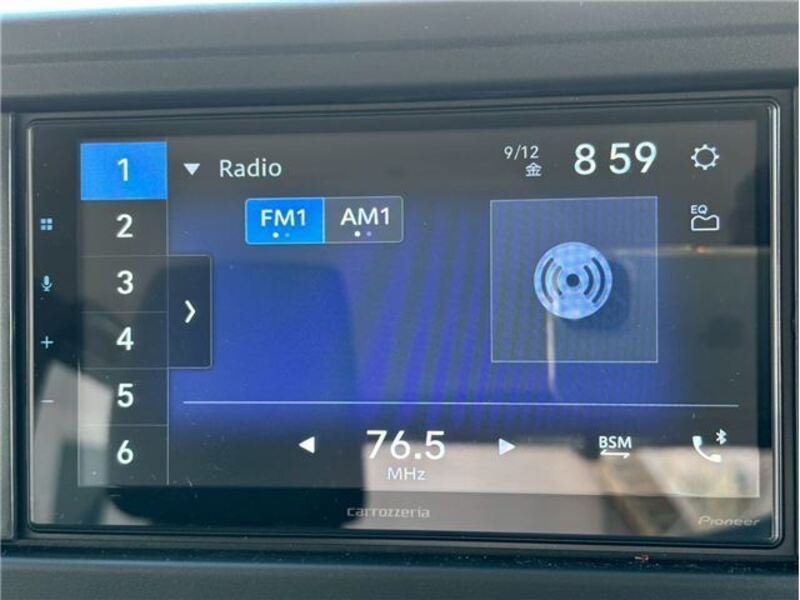 1
2
3
4
5
6
Radio
9/12
金
8 59
FM1
AM1
EQ
76.5
MHz
BSM
carrozzeria
Pioneer